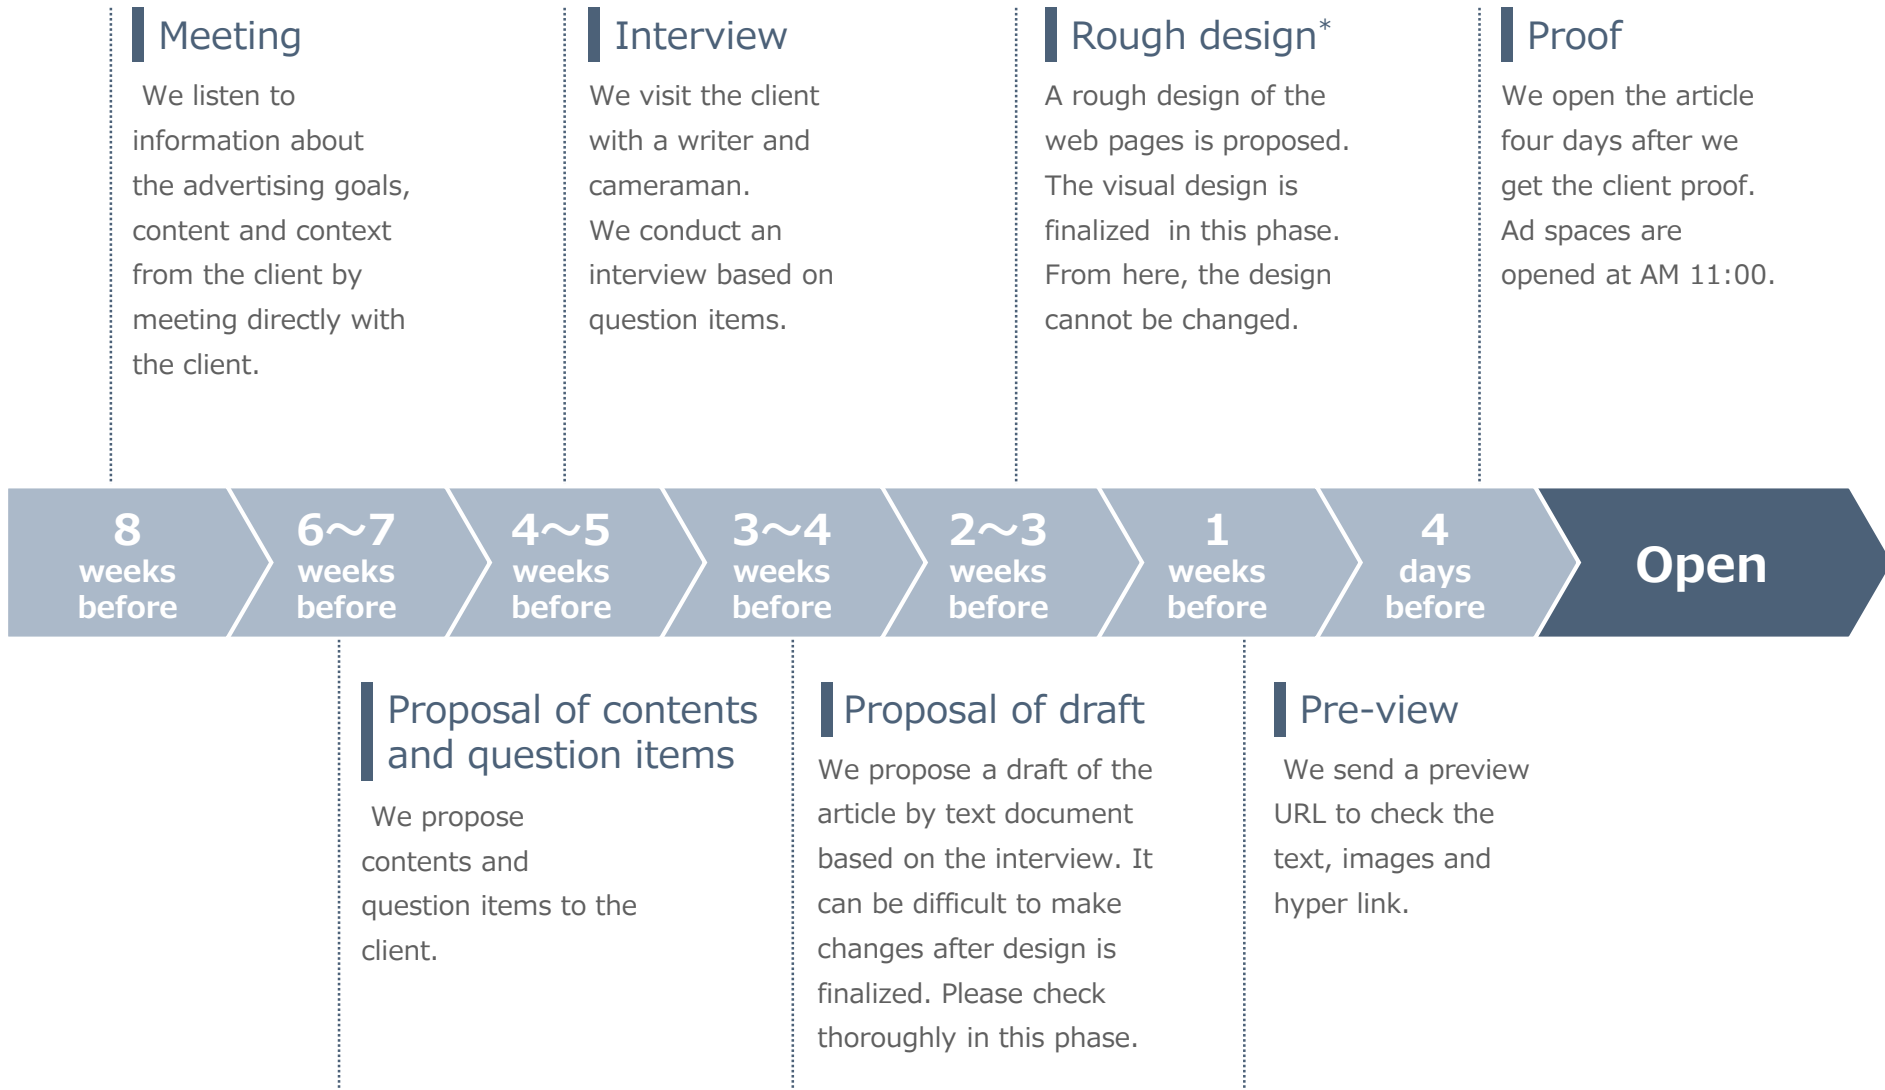 Meeting
We listen to
information about
the advertising goals,
content and context
from the client by
meeting directly with
the client.
Interview
We visit the client
with a writer and
cameraman.
We conduct an
interview based on
question items.
Rough design*
A rough design of the
web pages is proposed.
The visual design is
finalized in this phase.
From here, the design
cannot be changed.
Proof
We open the article
four days after we
get the client proof.
Ad spaces are
opened at AM 11:00.
8
weeks
before
6～7
weeks
before
4～5
weeks
before
3～4
weeks
before
2～3
weeks
before
1
weeks
before
4
days
before
Open
Proposal of contents
and question items
We propose
contents and
question items to the
client.
Proposal of draft
We propose a draft of the
article by text document
based on the interview. It
can be difficult to make
changes after design is
finalized. Please check
thoroughly in this phase.
Pre-view
We send a preview
URL to check the
text, images and
hyper link.